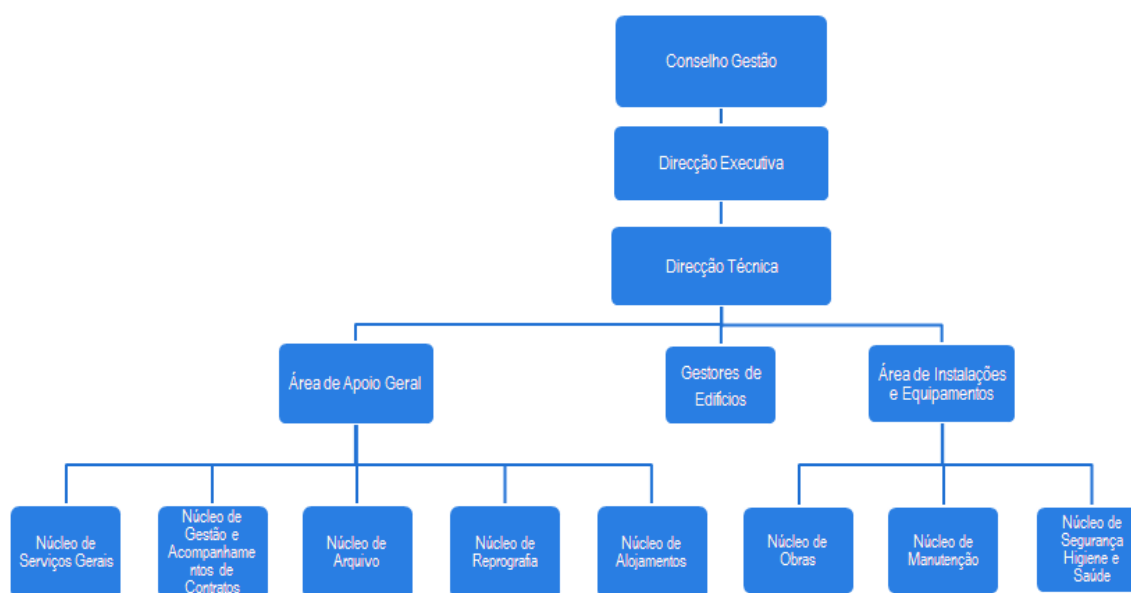 Conselho Gestão
Direcção Executiva
Direcção Técnica
Área de Apoio Geral
Gestores de
Edifícios
Área de Instalações
e Equipamentos
Núcleo de
Serviços Gerais
Núcleo de
Gestão e
Acompanhame
ntos de
Contratos
Núcleo de
Arquivo
Núcleo de
Reprografia
Núcleo de
Alojamentos
Núcleo de
Obras
Núcleo de
Manutenção
Núcleo de
Segurança
Higiene e
Saúde